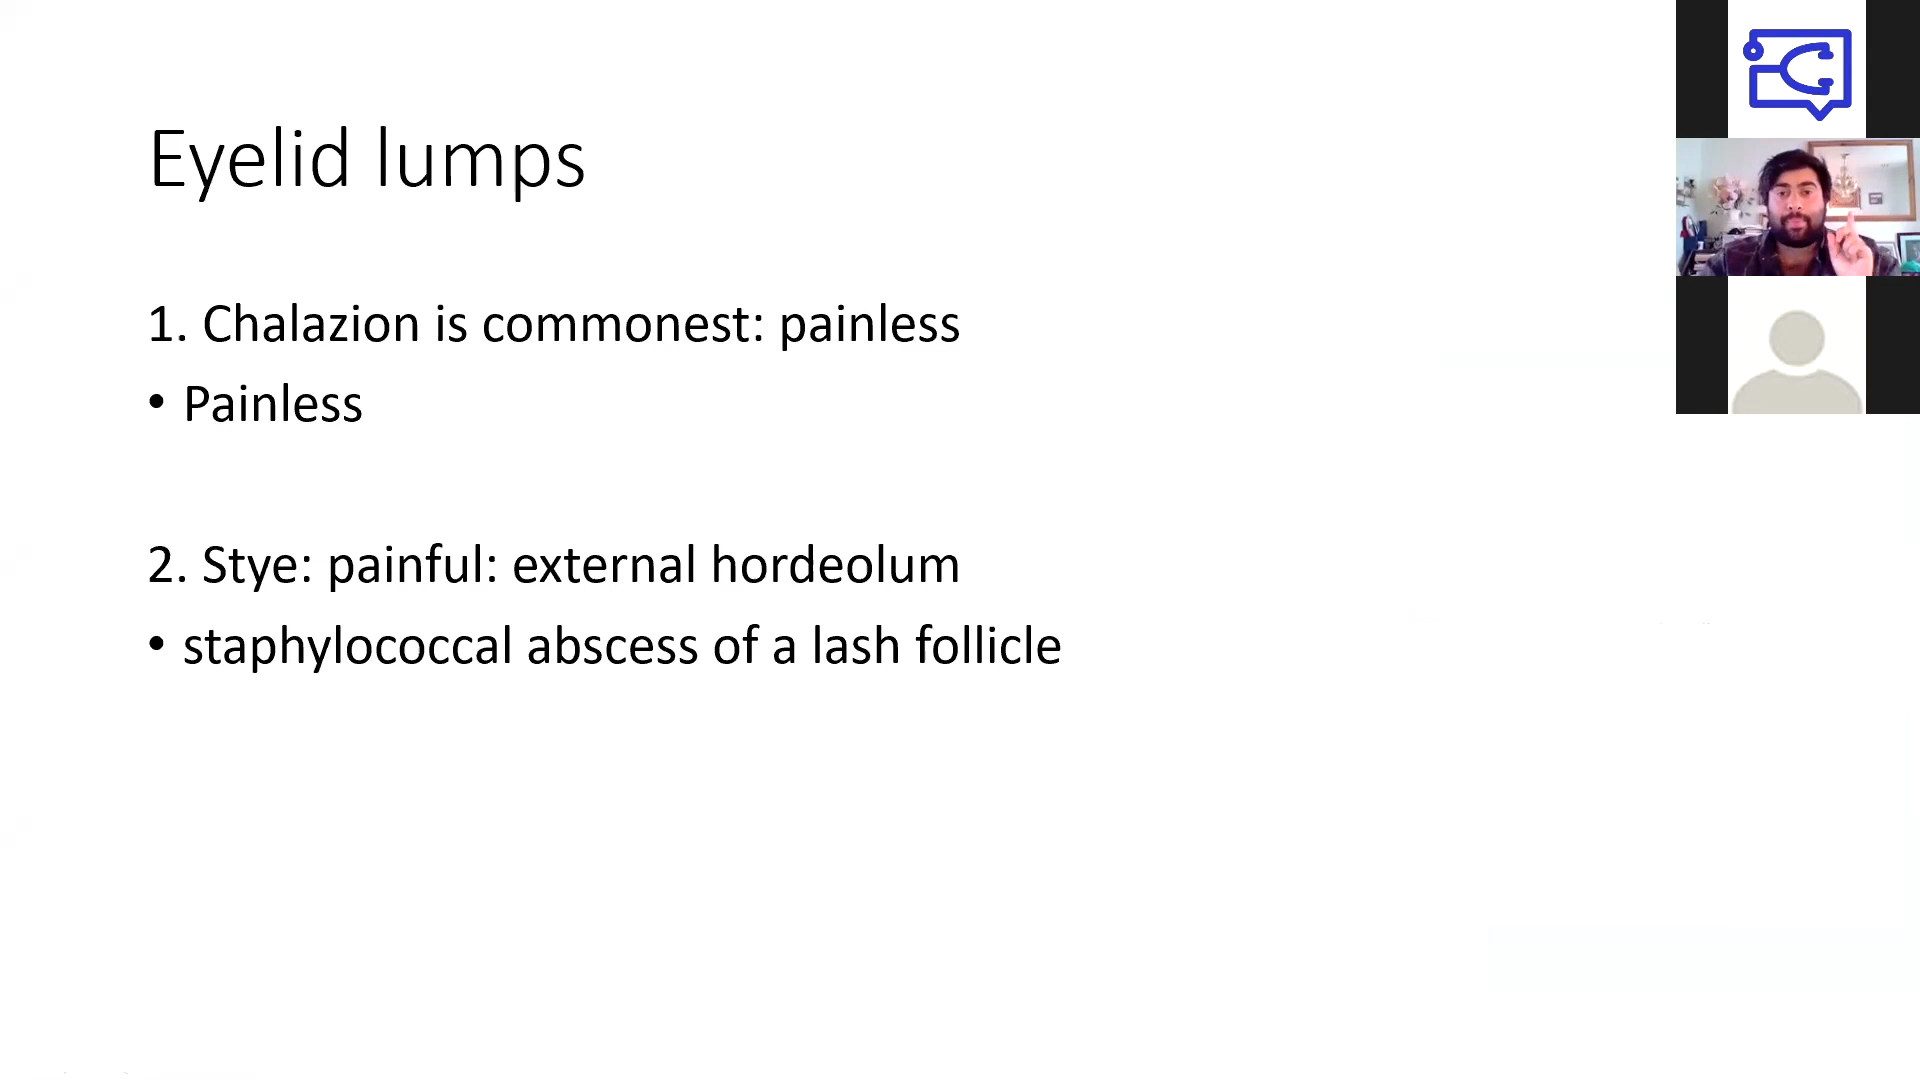 Eyelid lumps
1. Chalazion is commonest: painless
• Painless
2. Stye: painful: external hordeolum
• staphylococcal abscess of a lash follicle